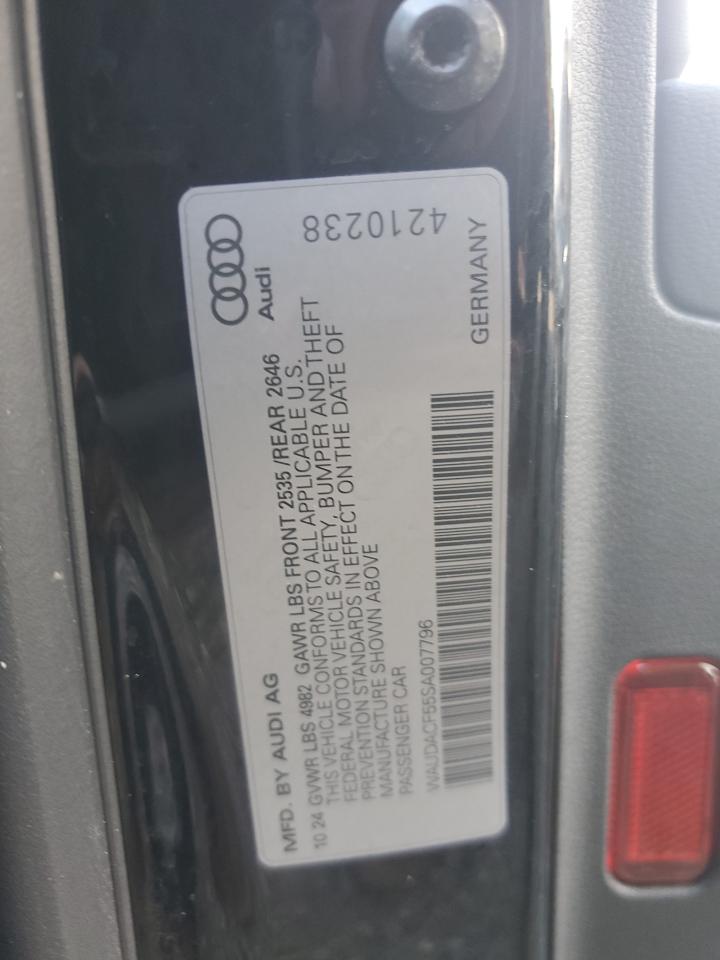 MFD. BY AUDI AG
10 24 GVWR LBS 4982 GAWR LBS FRONT 2535 /REAR 2646
THIS VEHICLE CONFORMS TO ALL APPLICABLE U.S.
FEDERAL MOTOR VEHICLE SAFETY, BUMPER AND THEFT
PREVENTION STANDARDS IN EFFECT ON THE DATE OF
MANUFACTURE SHOWN ABOVE
PASSENGER CAR
WAUDACF55SA007796
Audi
4210238
GERMANY